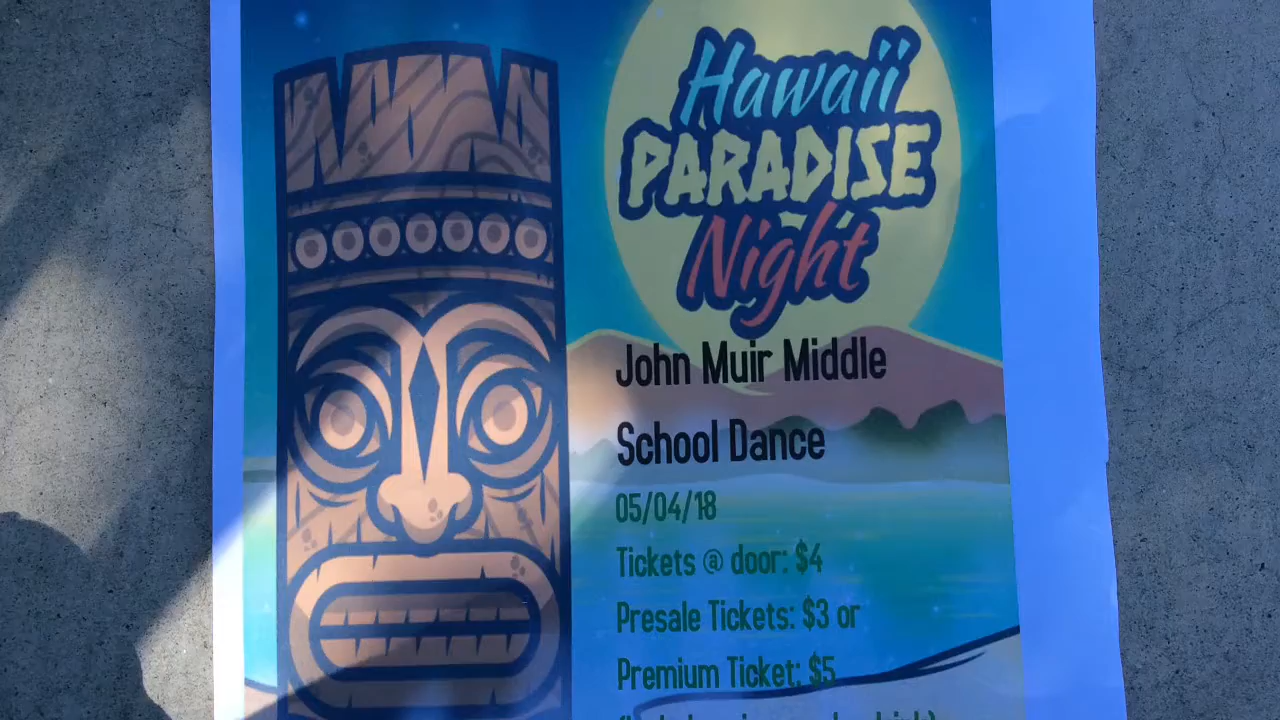 Hawaii
PARADISE
Night
John Muir Middle
School Dance
05/04/18
Tickets @ door: $4
Presale Tickets: $3 or
Premium Ticket: $5